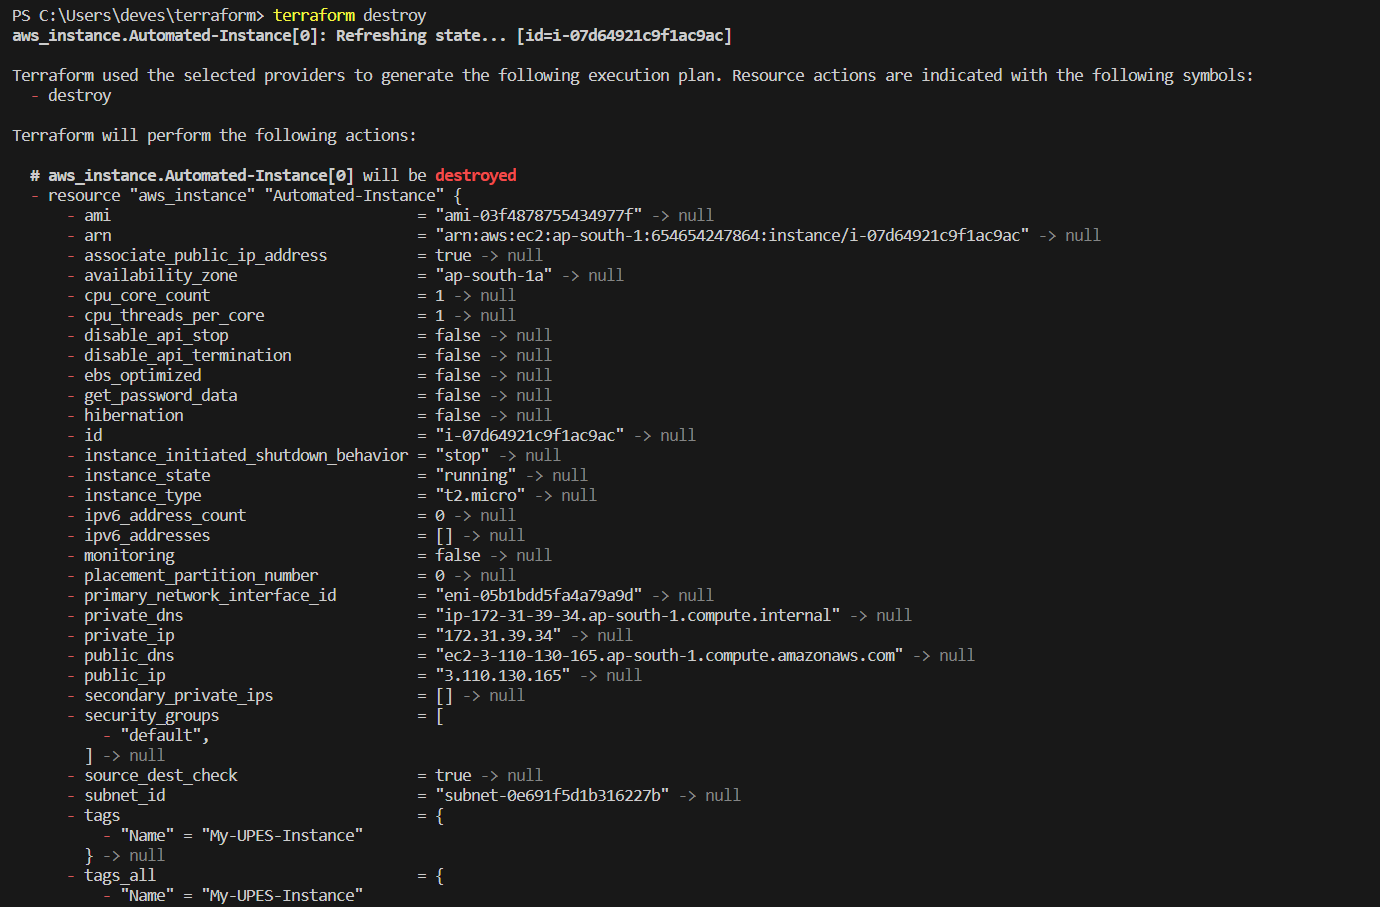 PS C:\Users\deves\terraform> terraform destroy
aws_instance.Automated-Instance[0]: Refreshing state... [id=i-07d64921c9f1ac9ac]
Terraform used the selected providers to generate the following execution plan. Resource actions are indicated with the following symbols:
- destroy
Terraform will perform the following actions:
# aws_instance.Automated-Instance[0] will be destroyed
- resource "aws_instance" "Automated-Instance" {
- ami = "ami-03f4878755434977f" -> null
- arn = "arn:aws:ec2:ap-south-1:654654247864:instance/i-07d64921c9f1ac9ac" -> null
- associate_public_ip_address = true -> null
- availability_zone = "ap-south-1a" -> null
- cpu_core_count = 1 -> null
- cpu_threads_per_core = 1 -> null
- disable_api_stop = false -> null
- disable_api_termination = false -> null
- ebs_optimized = false -> null
- get_password_data = false -> null
- hibernation = false -> null
- id = "i-07d64921c9f1ac9ac" -> null
- instance_initiated_shutdown_behavior = "stop" -> null
- instance_state = "running" -> null
- instance_type = "t2.micro" -> null
- ipv6_address_count = 0 -> null
- ipv6_addresses = [] -> null
- monitoring = false -> null
- placement_partition_number = 0 -> null
- primary_network_interface_id = "eni-05b1bdd5fa4a79a9d" -> null
- private_dns = "ip-172-31-39-34.ap-south-1.compute.internal" -> null
- private_ip = "172.31.39.34" -> null
- public_dns = "ec2-3-110-130-165.ap-south-1.compute.amazonaws.com" -> null
- public_ip = "3.110.130.165" -> null
- secondary_private_ips = [] -> null
- security_groups = [
- "default",
] -> null
- source_dest_check = true -> null
- subnet_id = "subnet-0e691f5d1b316227b" -> null
- tags = {
- "Name" = "My-UPES-Instance"
} -> null
- tags_all = {
- "Name" = "My-UPES-Instance"